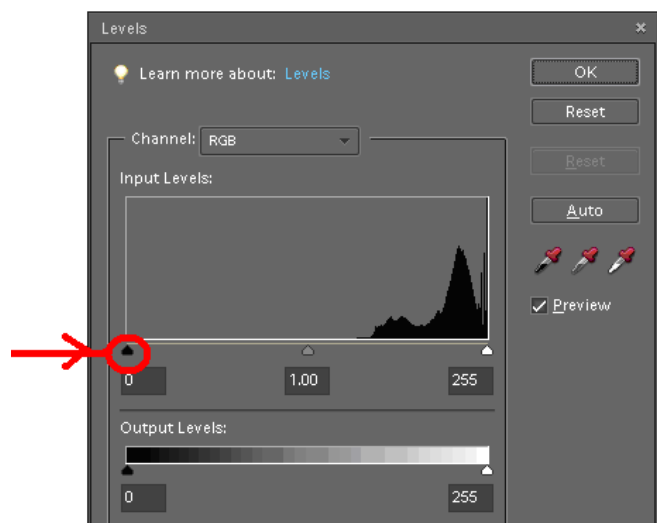 Levels
Learn more about: Levels
OK
Reset
Channel: RGB
Reset
Input Levels:
Auto
Preview
0 1.00 255
Output Levels:
0 255